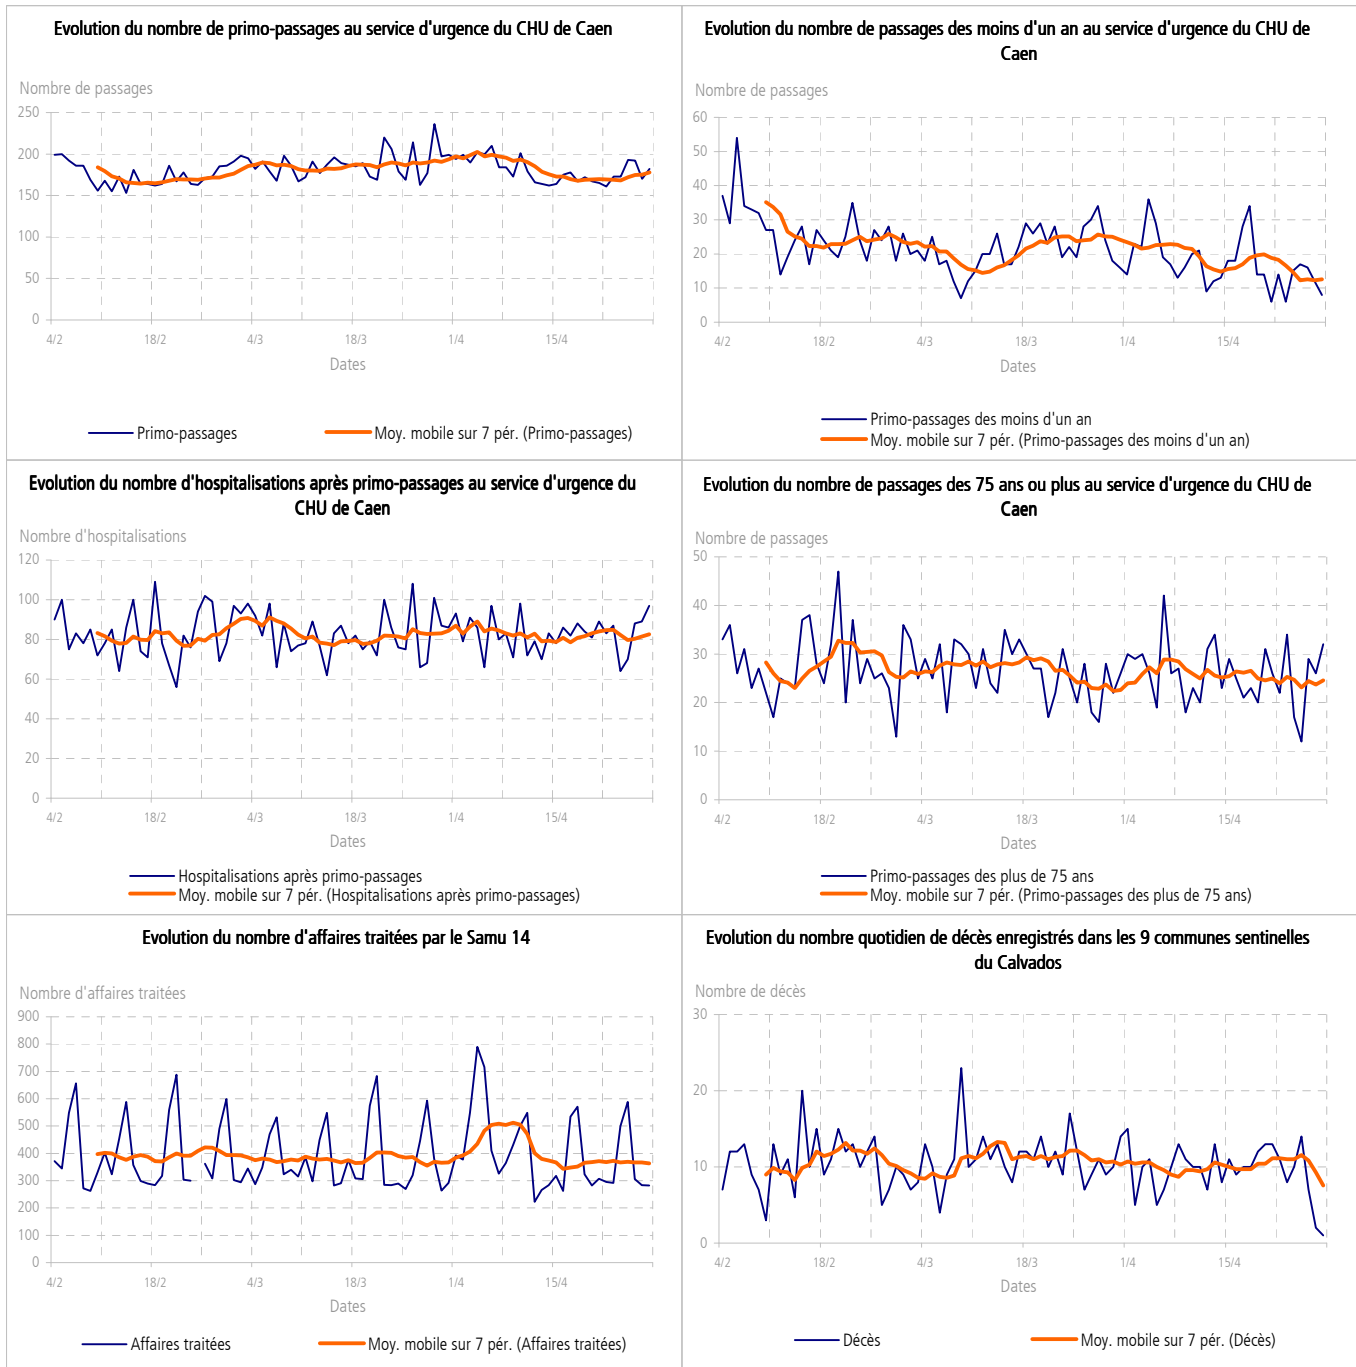 Evolution du nombre de primo-passages au service d'urgence du CHU de Caen
Nombre de passages
250
200
150
100
50
0
4/2 18/2 4/3 18/3 1/4 15/4
Dates
Primo-passages Moy. mobile sur 7 pér. (Primo-passages)
Evolution du nombre de passages des moins d'un an au service d'urgence du CHU de
Caen
Nombre de passages
60
50
40
30
20
10
0
4/2 18/2 4/3 18/3 1/4 15/4
Dates
Primo-passages des moins d'un an
Moy. mobile sur 7 pér. (Primo-passages des moins d'un an)
Evolution du nombre d'hospitalisations après primo-passages au service d'urgence du
CHU de Caen
Nombre d'hospitalisations
120
100
80
60
40
20
0
4/2 18/2 4/3 18/3 1/4 15/4
Dates
Hospitalisations après primo-passages
Moy. mobile sur 7 pér. (Hospitalisations après primo-passages)
Evolution du nombre de passages des 75 ans ou plus au service d'urgence du CHU de
Caen
Nombre de passages
50
40
30
20
10
0
4/2 18/2 4/3 18/3 1/4 15/4
Dates
Primo-passages des plus de 75 ans
Moy. mobile sur 7 pér. (Primo-passages des plus de 75 ans)
Evolution du nombre d'affaires traitées par le Samu 14
Nombre d'affaires traitées
900
800
700
600
500
400
300
200
100
0
4/2 18/2 4/3 18/3 1/4 15/4
Dates
Affaires traitées Moy. mobile sur 7 pér. (Affaires traitées)
Evolution du nombre quotidien de décès enregistrés dans les 9 communes sentinelles
du Calvados
Nombre de décès
30
20
10
0
4/2 18/2 4/3 18/3 1/4 15/4
Dates
Décès Moy. mobile sur 7 pér. (Décès)